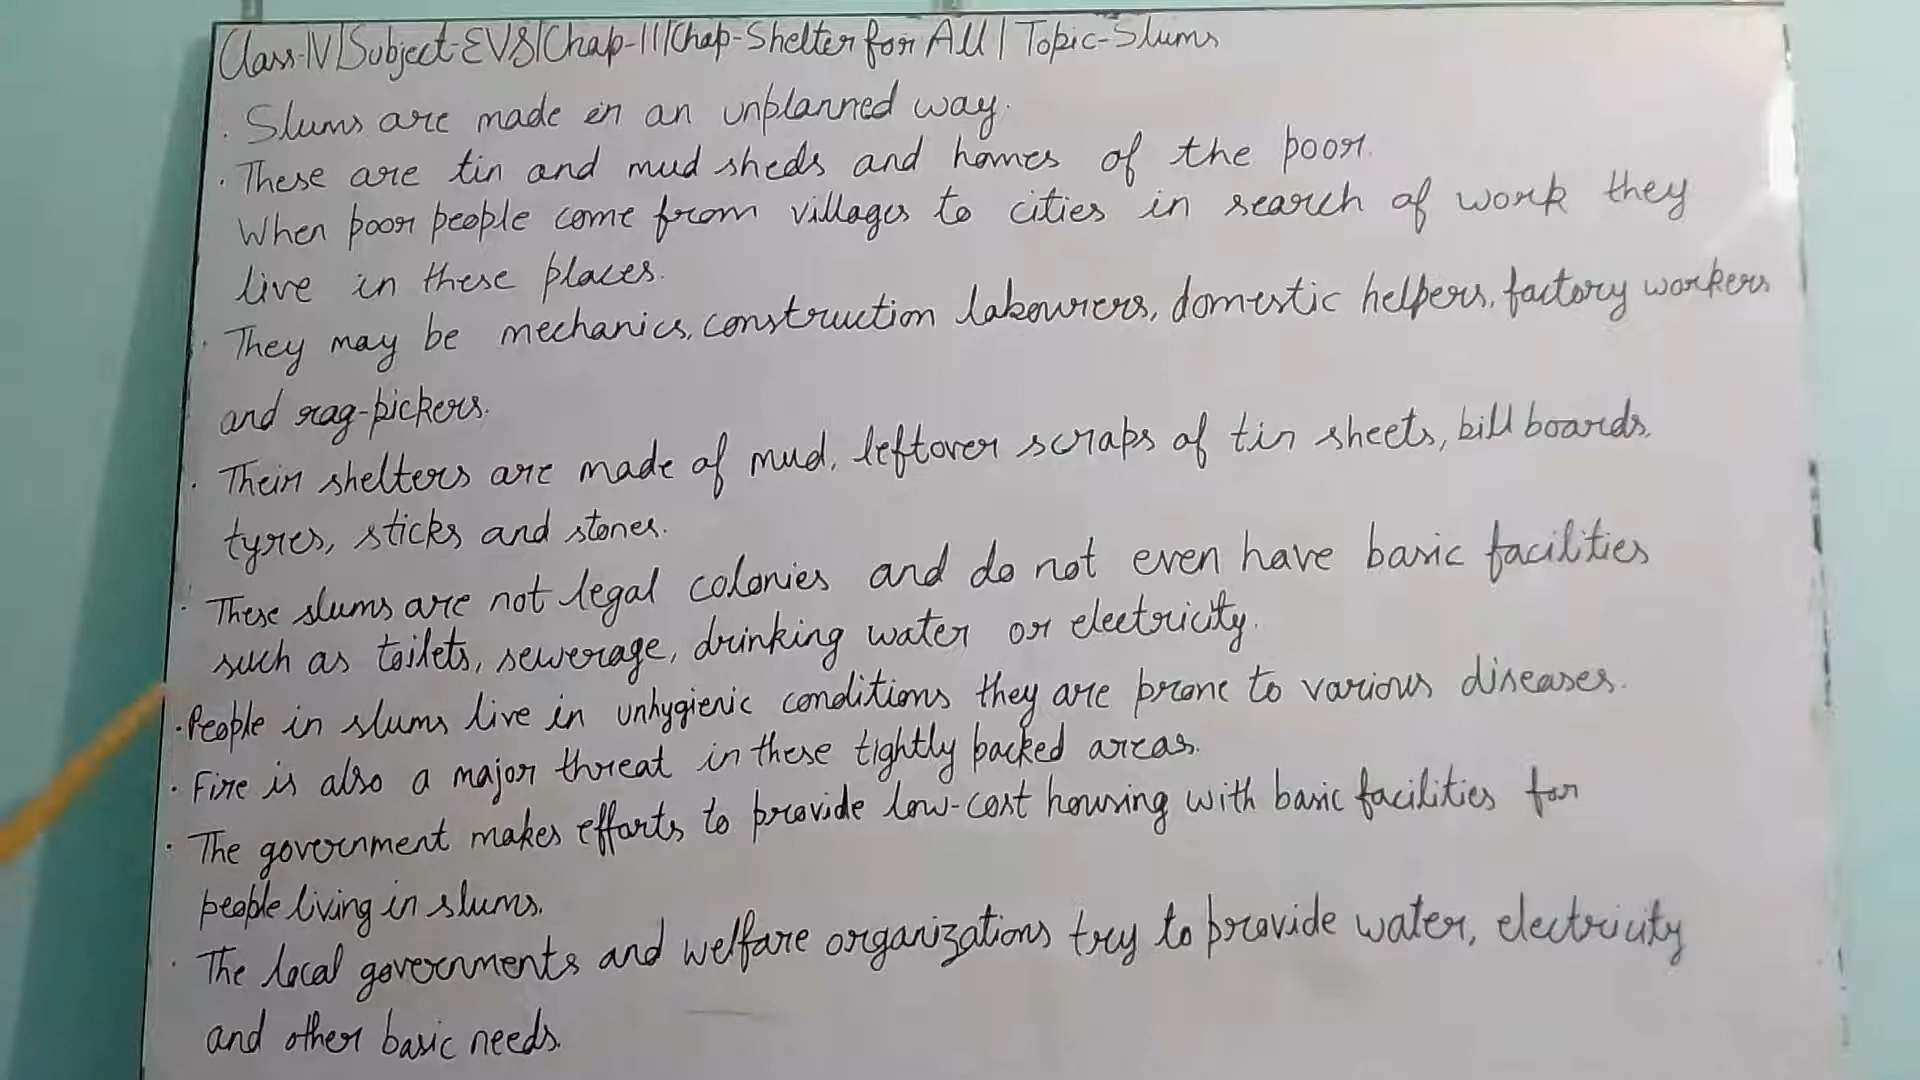 Class-IV|Subject-EVS|Chap-11|Chap-Shelter for All | Topic-Slums
. Slums are made in an unplanned way.
. These are tin and mud sheds and homes of the poor.
When poor people come from villages to cities in search of work they
live in these places.
. They may be mechanics, construction labourers, domestic helpers, factory workers
and rag-pickers.
. Their shelters are made of mud, leftover scraps of tin sheets, bill boards,
tyres, sticks and stones.
. These slums are not legal colonies and do not even have basic facilities
such as toilets, sewerage, drinking water or electricity.
. People in slums live in unhygienic conditions they are prone to various diseases.
. Fire is also a major threat in these tightly packed areas.
. The government makes efforts to provide low-cost housing with basic facilities for
people living in slums.
. The local governments and welfare organizations try to provide water, electricity
and other basic needs.